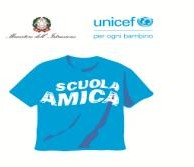 unicef
Ministero dell'Istruzione
per ogni bambino
SCUOLA
AMICA